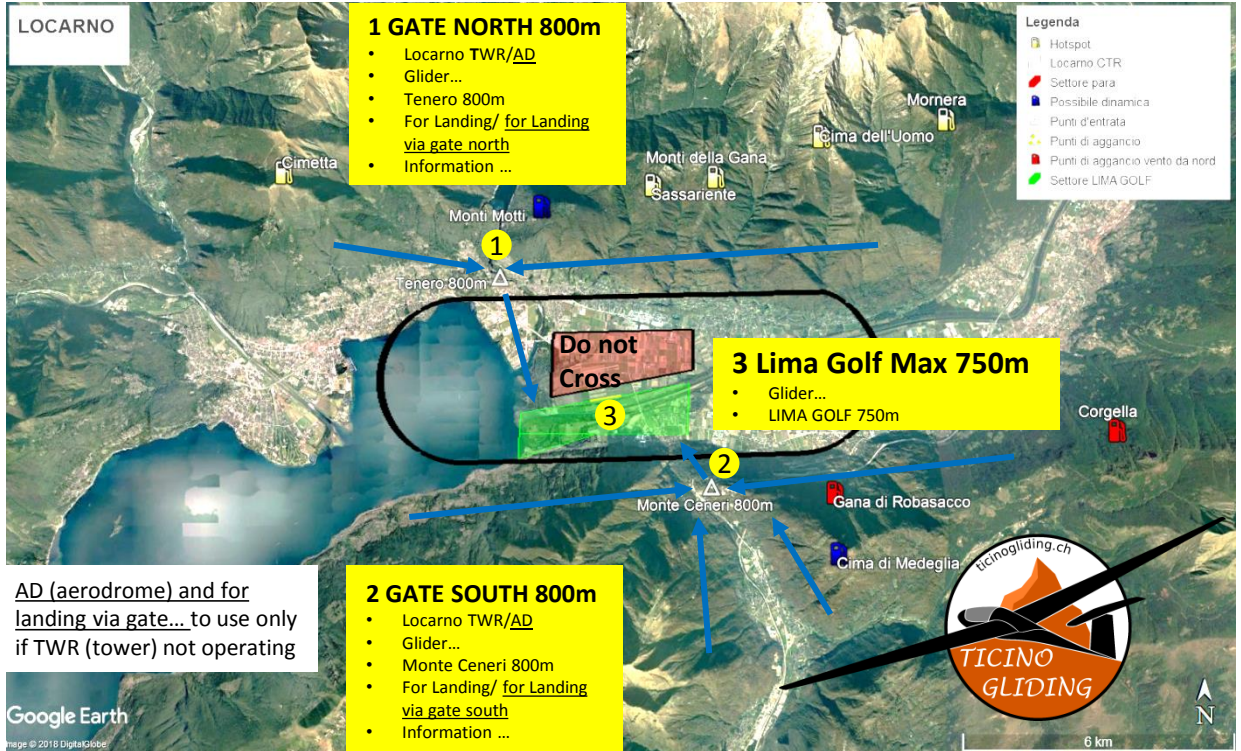 LOCARNO
1 GATE NORTH 800m
• Locarno TWR/AD
• Glider…
• Tenero 800m
• For Landing/ for Landing
via gate north
• Information …
Legenda
Hotspot
Locarno CTR
Settore para
Possibile dinamica
Punti d'entrata
Punti di aggancio
Punti di aggancio vento da nord
Settore LIMA GOLF
Mornera
Cima dell'Uomo
Monti della Gana
Cimetta
Sassariente
Monti Motti
1
Tenero 800m
Do not
Cross
3 Lima Golf Max 750m
• Glider…
• LIMA GOLF 750m
3
Corgella
2
Monte Ceneri 800m
Gana di Robasacco
Cima di Medeglia
AD (aerodrome) and for
landing via gate… to use only
if TWR (tower) not operating
2 GATE SOUTH 800m
• Locarno TWR/AD
• Glider…
• Monte Ceneri 800m
• For Landing/ for Landing
via gate south
• Information …
ticinogliding.ch
TICINO
GLIDING
Google Earth
Image © 2018 DigitalGlobe
N
6 km